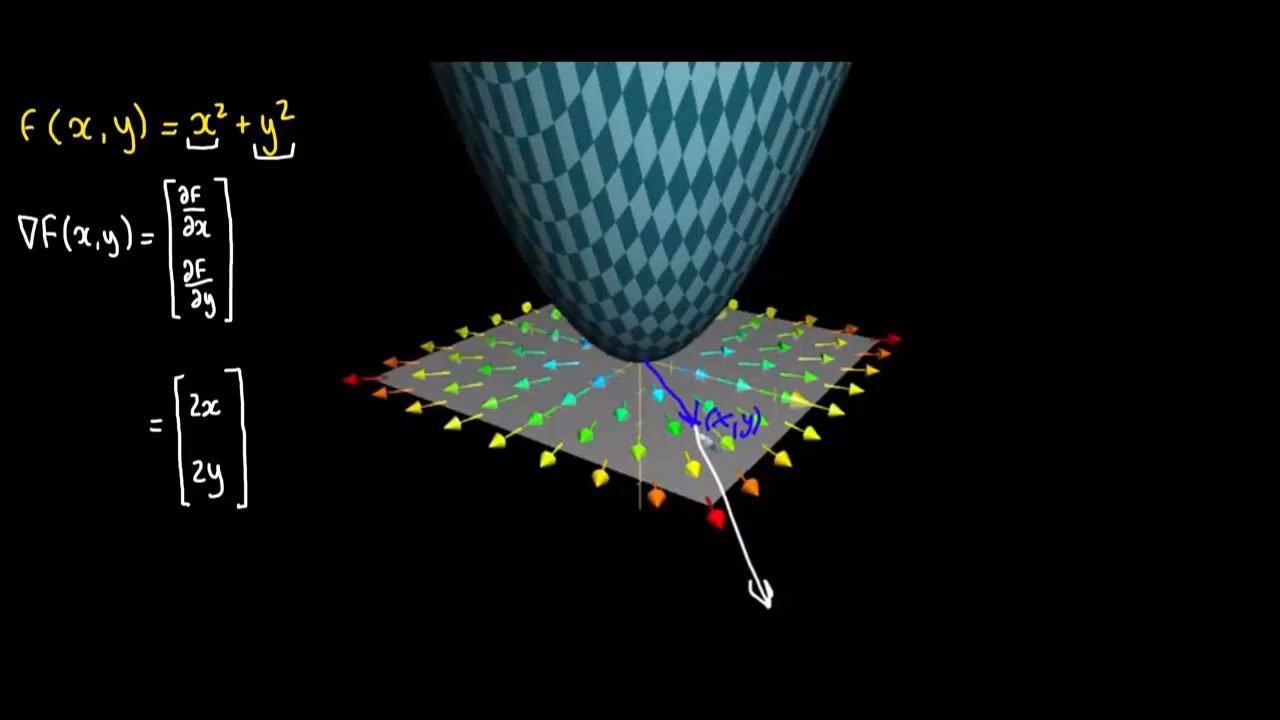 F(x,y) = x² + y²
∇F(x,y) = [∂F/∂x ∂F/∂y]
= [2x 2y]
(x,y)